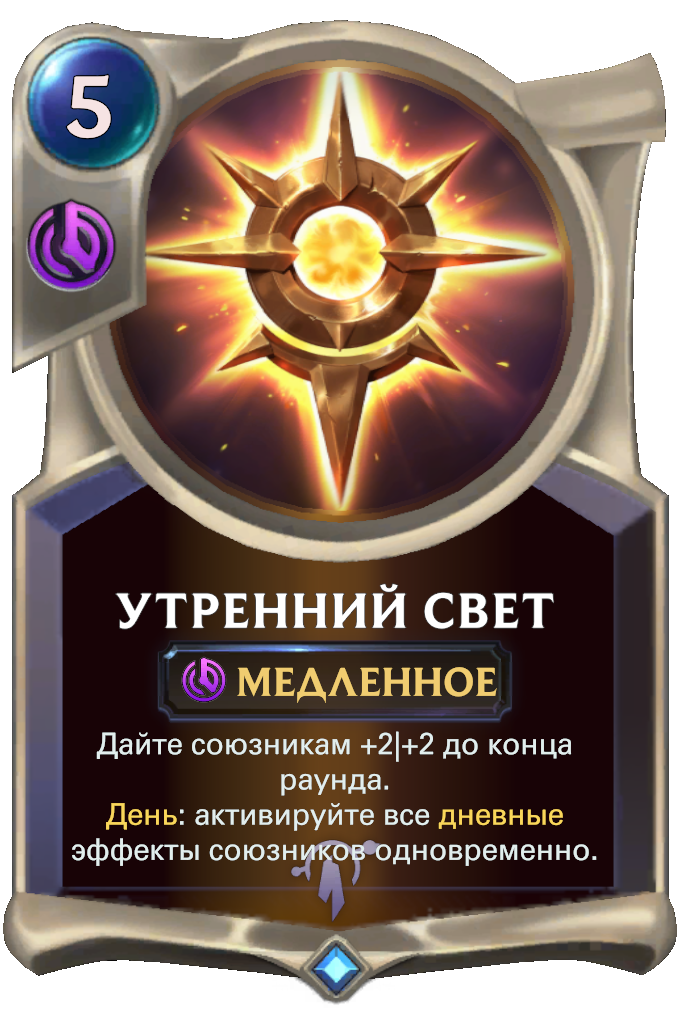 5
УТРЕННИЙ СВЕТ
МЕДЛЕННОЕ
Дайте союзникам +2|+2 до конца
раунда.
День: активируйте все дневные
эффекты союзников одновременно.